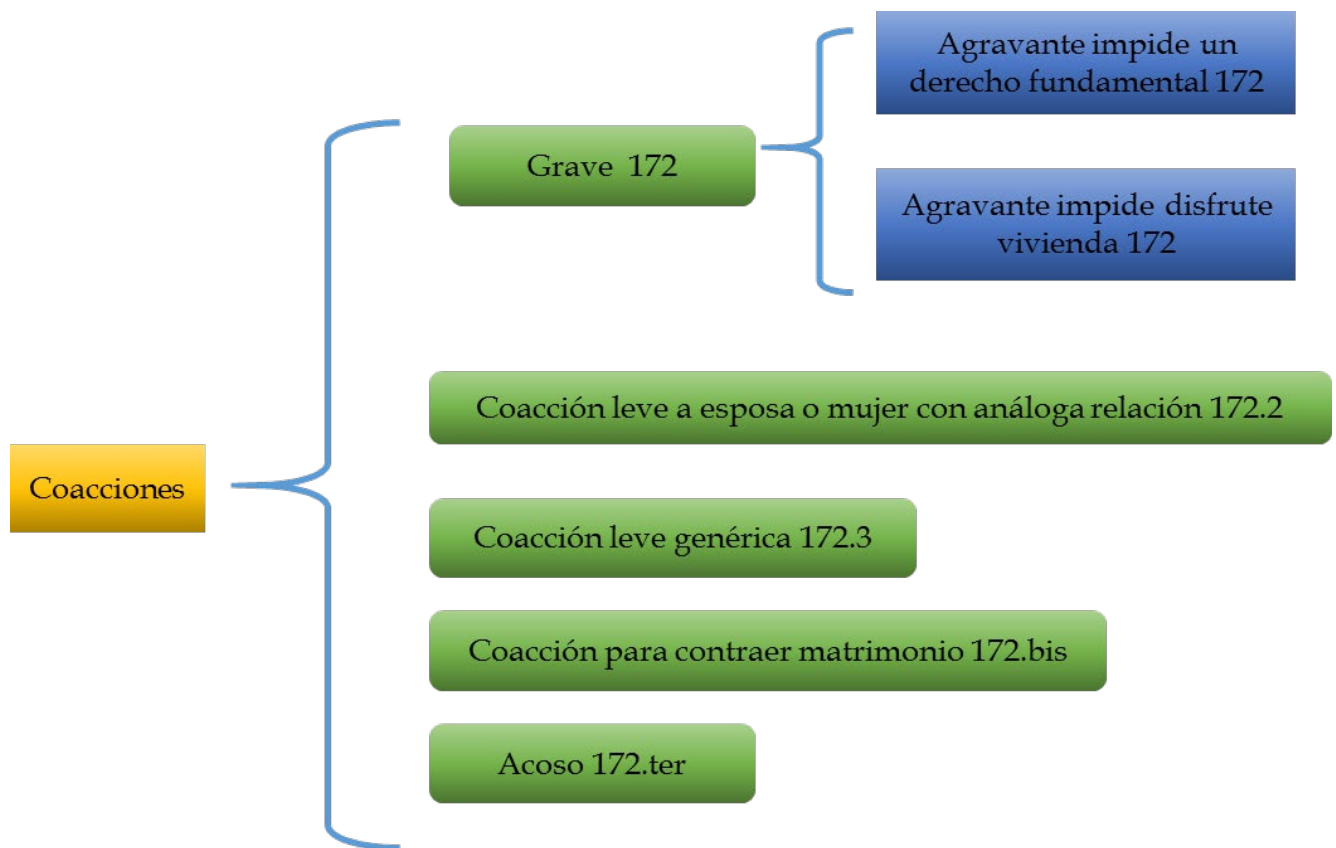 Agravante impide un
derecho fundamental 172
Grave 172
Agravante impide disfrute
vivienda 172
Coacción leve a esposa o mujer con análoga relación 172.2
Coacciones
Coacción leve genérica 172.3
Coacción para contraer matrimonio 172.bis
Acoso 172.ter